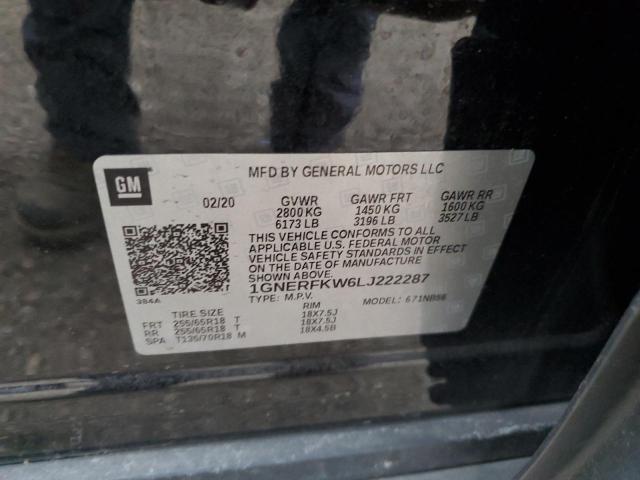 GM
MFD BY GENERAL MOTORS LLC
02/20 GVWR GAWR FRT GAWR RR
2800 KG 1450 KG 1600 KG
6173 LB 3196 LB 3527 LB
THIS VEHICLE CONFORMS TO ALL
APPLICABLE U.S. FEDERAL MOTOR
VEHICLE SAFETY STANDARDS IN EFFECT
ON THE DATE OF MANUFACTURE
SHOWN ABOVE.
1GNERFKW6LJ222287
TYPE: M.P.V. MODEL: 671NB56
384A
TIRE SIZE RIM
FRT 255/65R18 T 18X7.5J
RR 255/65R18 T 18X7.5J
SPA T135/70R18 M 18X4.5B